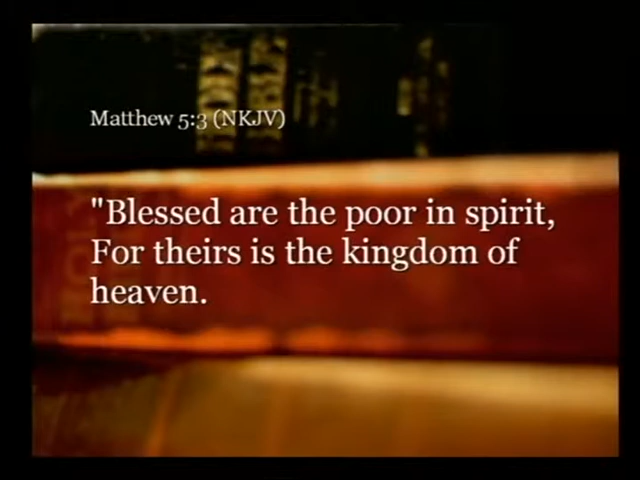 Matthew 5:3 (NKJV)
"Blessed are the poor in spirit,
For theirs is the kingdom of
heaven.